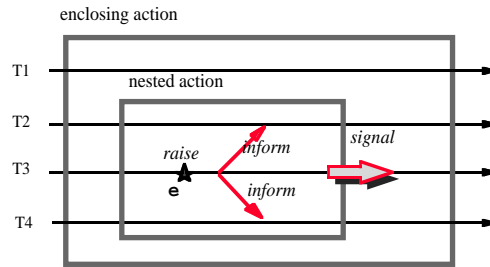 enclosing action
T1
nested action
T2
signal
raise
inform
T3
e
inform
T4